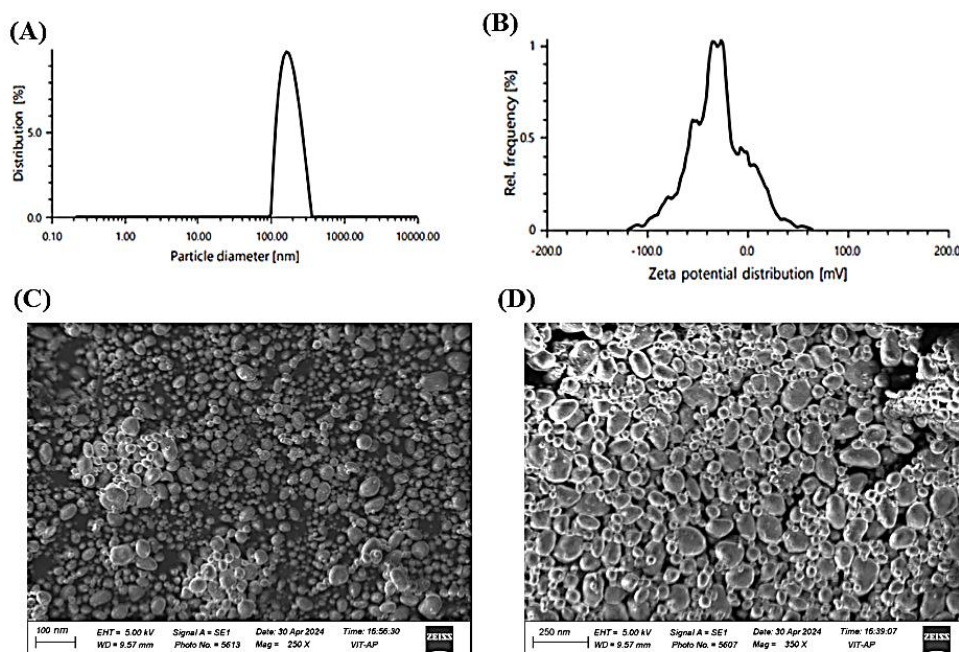 (A)
Distribution [%]
5.0
0.0
0.10 1.00 10.00 100.00 1000.00 10000.00
Particle diameter [nm]
(B)
Rel. frequency [%]
1
0.5
0
-200.0 -100.0 0.0 100.0 200.0
Zeta potential distribution [mV]
(C)
100 nm
EHT = 5.00 kV Signal A = SE1 Date: 30 Apr 2024 Time: 16:56:30
WD = 9.57 mm Photo No. = 5613 Mag = 250 X VIT-AP
ZEISS
(D)
250 nm
EHT = 5.00 kV Signal A = SE1 Date: 30 Apr 2024 Time: 16:39:07
WD = 9.57 mm Photo No. = 5607 Mag = 350 X VIT-AP
ZEISS